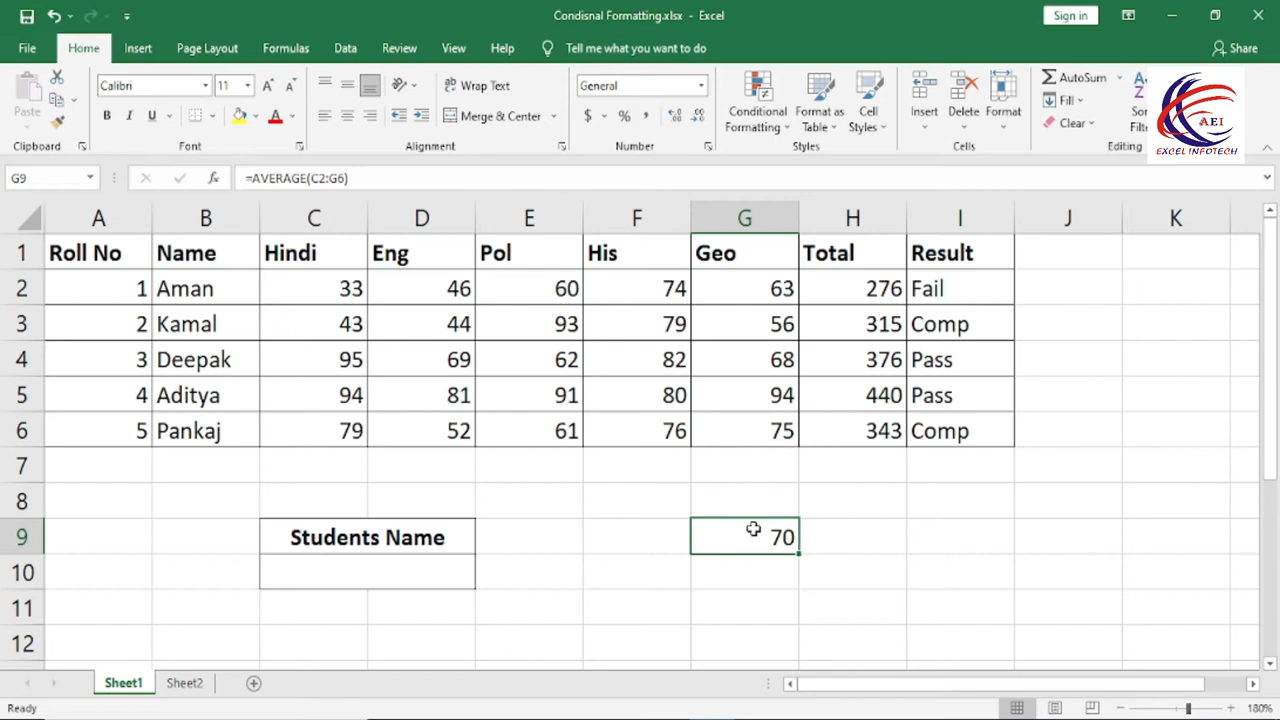 Condisnal Formatting.xlsx - Excel
Sign in
File Home Insert Page Layout Formulas Data Review View Help Tell me what you want to do Share
Paste
Calibri 11 A A
B I U A
Wrap Text
Merge & Center
General
$ % ,
Conditional Formatting
Format as Table
Cell Styles
Insert Delete Format
AutoSum
Fill
Clear
AEI
EXCEL INFOTECH
Clipboard Font Alignment Number Styles Cells Editing
G9 fx =AVERAGE(C2:G6)
A B C D E F G H I J K
1 Roll No Name Hindi Eng Pol His Geo Total Result
2 1 Aman 33 46 60 74 63 276 Fail
3 2 Kamal 43 44 93 79 56 315 Comp
4 3 Deepak 95 69 62 82 68 376 Pass
5 4 Aditya 94 81 91 80 94 440 Pass
6 5 Pankaj 79 52 61 76 75 343 Comp
7
8
9 Students Name 70
10
11
12
Sheet1 Sheet2
Ready 180%